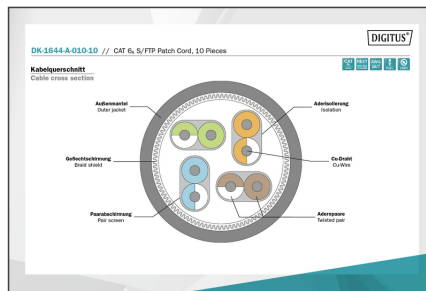 DIGITUS®
DK-1644-A-010-10 // CAT 6A S/FTP Patch Cord, 10 Pieces
Kabelquerschnitt
Cable cross section
Außenmantel
Outer jacket
Aderisolierung
Isolation
Geflechtschirmung
Braid shield
Cu-Draht
Cu-Wire
Paarabschirmung
Pair screen
Adernpaare
Twisted pair